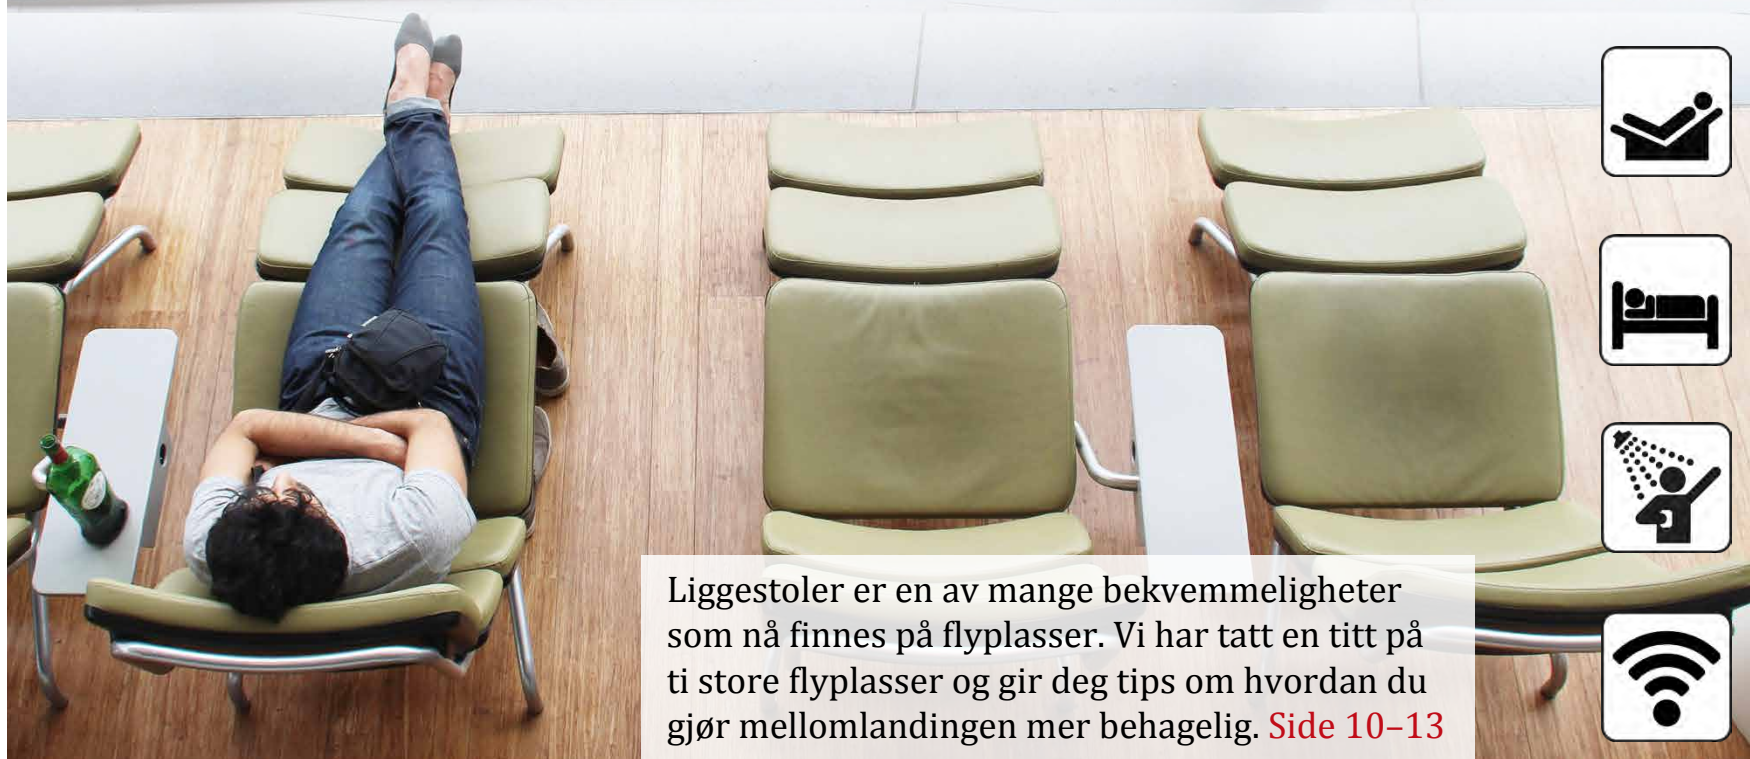 Liggestoler er en av mange bekvemmeligheter
som nå finnes på flyplasser. Vi har tatt en titt på
ti store flyplasser og gir deg tips om hvordan du
gjør mellomlandingen mer behagelig. Side 10–13